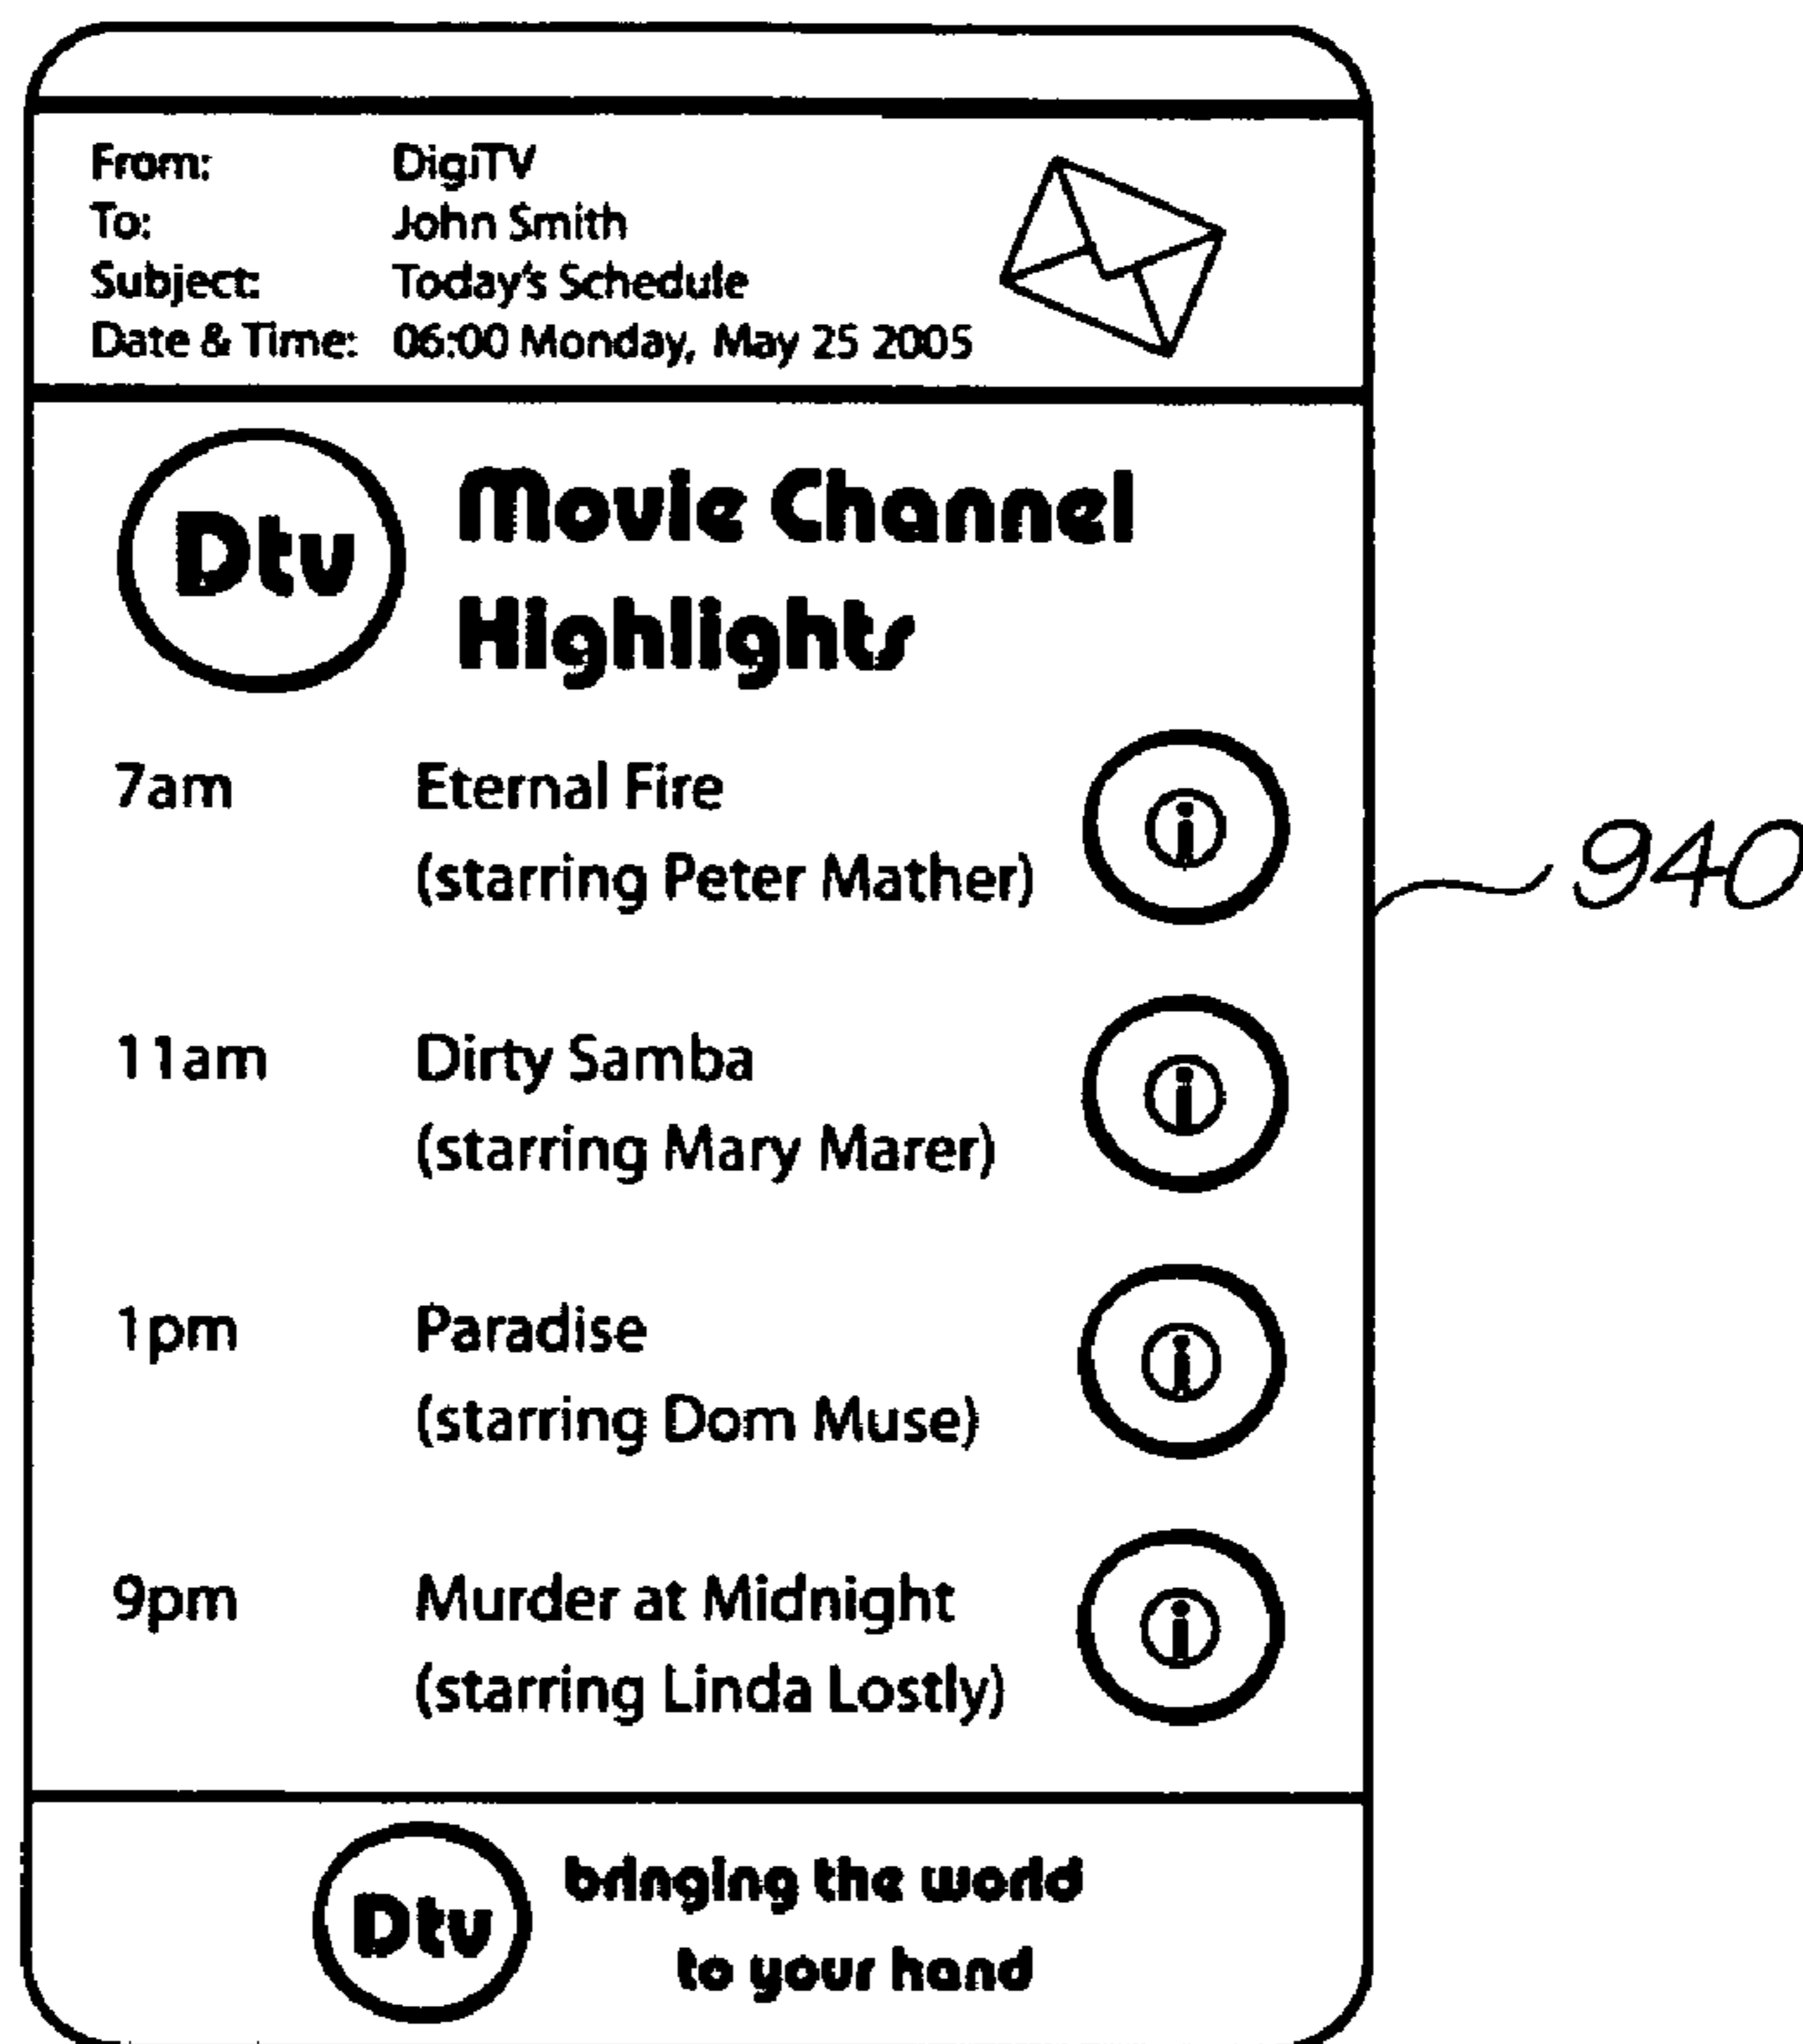 From: DigiTV
To: John Smith
Subject: Today's Schedule
Date & Time: 06:00 Monday, May 25 2005
Dtv
Movie Channel
Highlights
7am Eternal Fire
(starring Peter Mather)
i
940
11am Dirty Samba
(starring Mary Marer)
i
1pm Paradise
(starring Dom Muse)
i
9pm Murder at Midnight
(starring Linda Lostly)
i
Dtv
bringing the world
to your hand